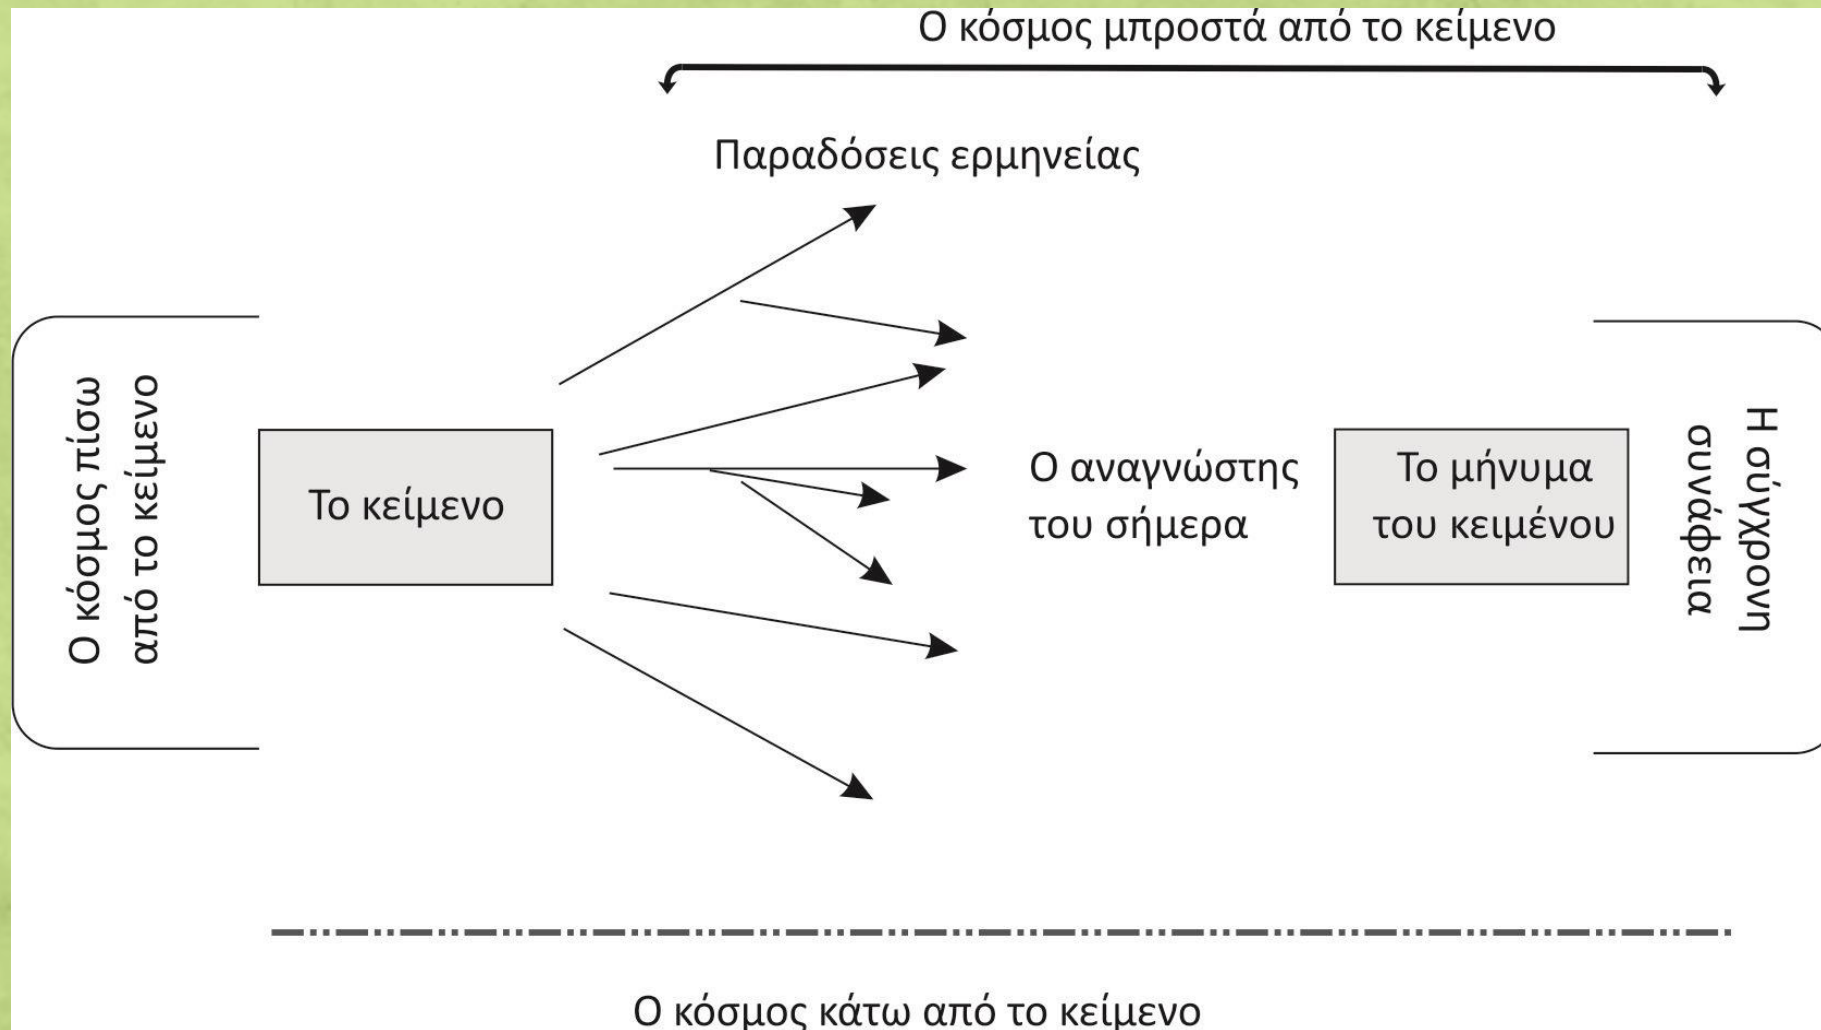 Ο κόσμος μπροστά από το κείμενο
Παραδόσεις ερμηνείας
Ο κόσμος πίσω
από το κείμενο
Το κείμενο
Ο αναγνώστης
του σήμερα
Το μήνυμα
του κειμένου
Η σύγχρονη
συνάφεια
Ο κόσμος κάτω από το κείμενο